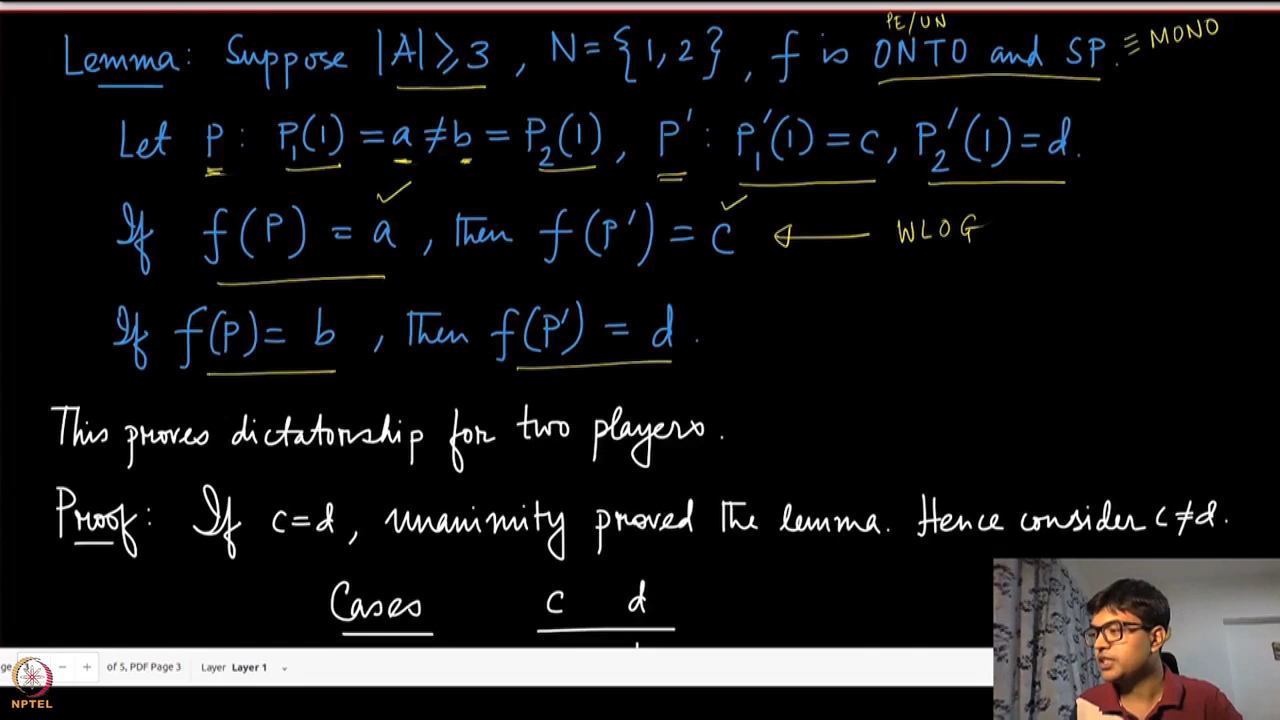 PE/UN
Lemma: Suppose |A| ⩾ 3, N = {1, 2}, f is ONTO and SP. ≡ MONO
Let P: P₁(1) = a ≠ b = P₂(1), P′: P₁′(1) = c, P₂′(1) = d.
If f(P) = a, then f(P′) = c ← WLOG
If f(P) = b, then f(P′) = d.
This proves dictatorship for two players.
Proof: If c = d, unanimity proved the lemma. Hence consider c ≠ d.
Cases c d
ge 3 − + of 5, PDF Page 3 Layer Layer 1
NPTEL